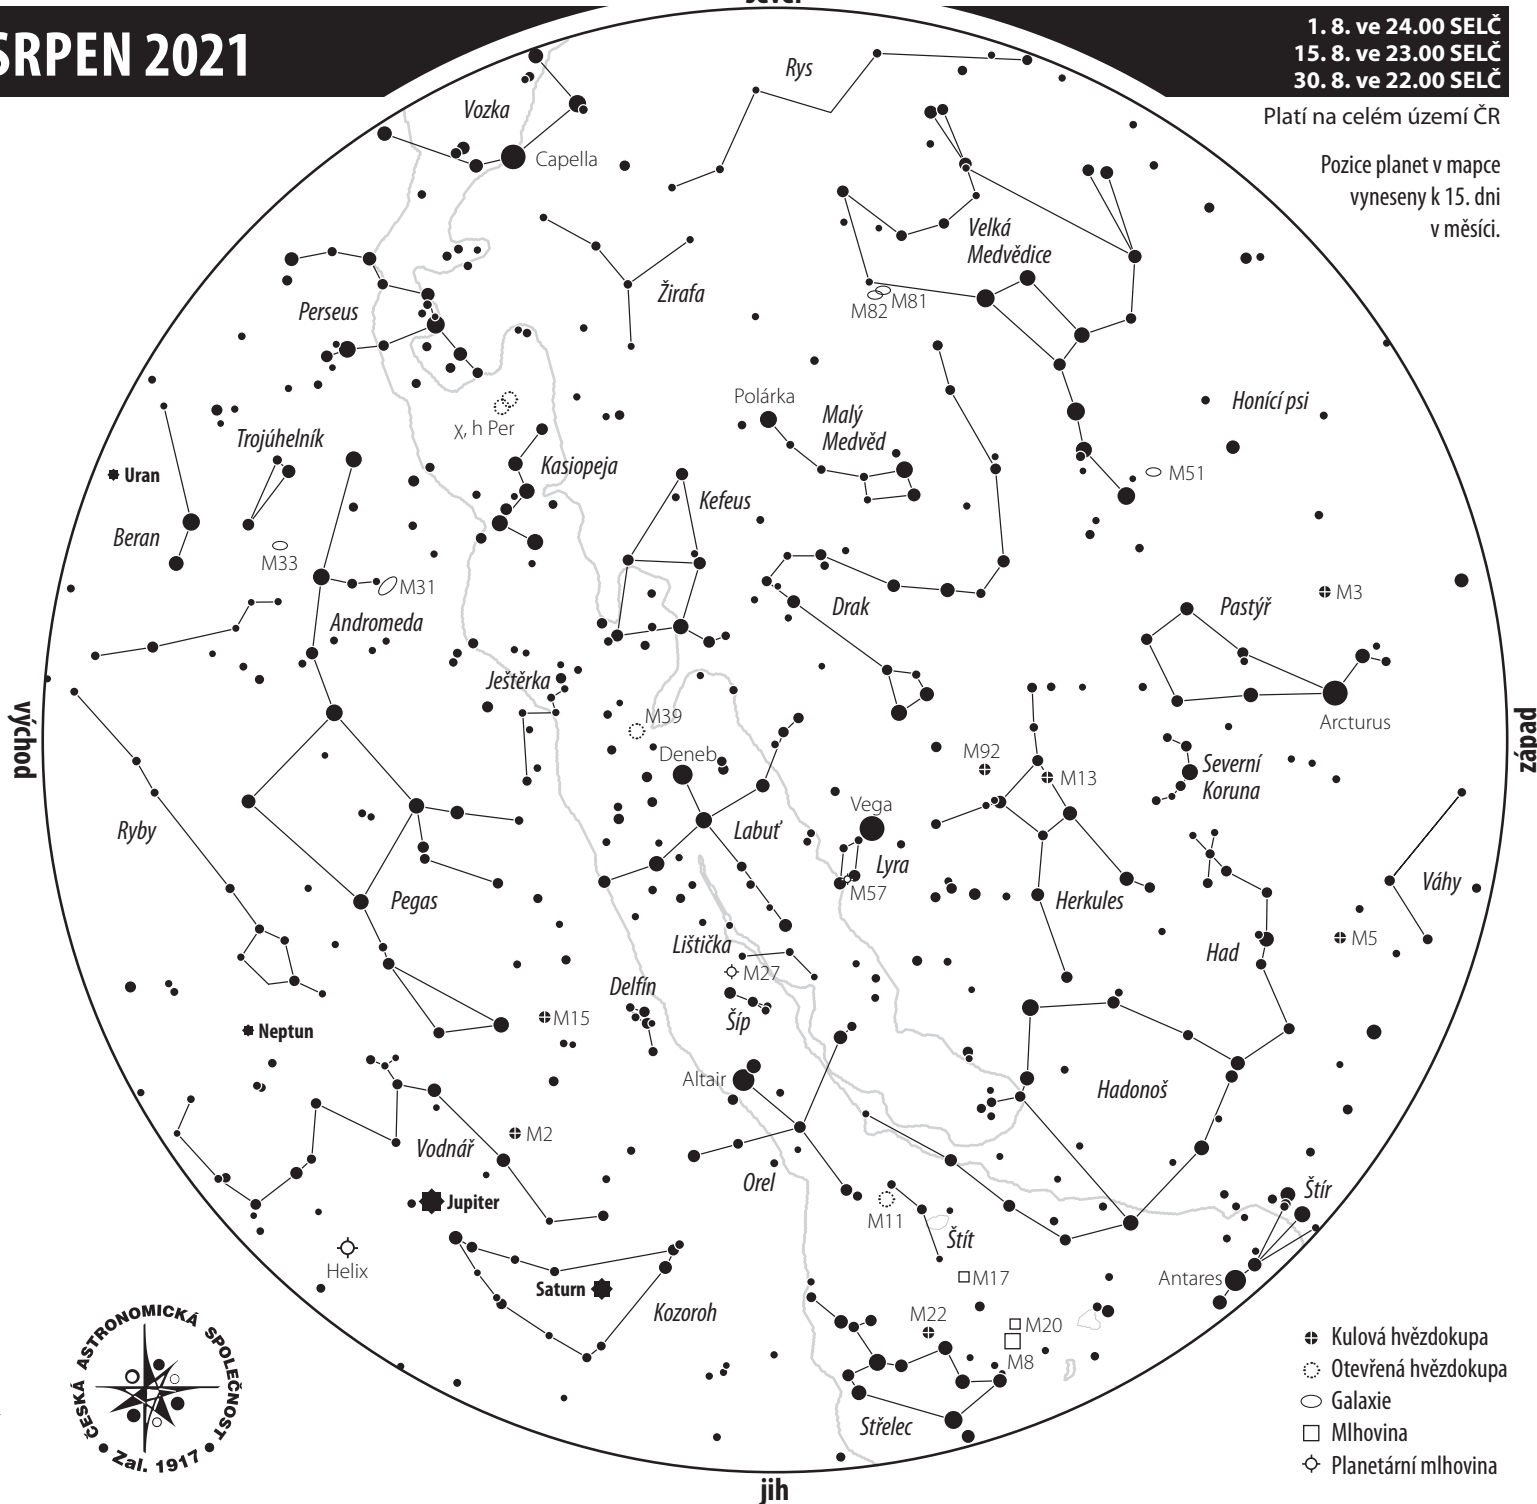 SRPEN 2021
1. 8. ve 24.00 SELČ
15. 8. ve 23.00 SELČ
30. 8. ve 22.00 SELČ
Platí na celém území ČR
Pozice planet v mapce
vyneseny k 15. dni
v měsíci.
sever
Rys
Vozka
Capella
Velká
Medvědice
Žirafa
M82
M81
Perseus
Polárka
Malý
Medvěd
Honící psi
χ, h Per
Trojúhelník
Kasiopeja
Uran
M51
Kefeus
Beran
M33
M31
M3
Andromeda
Drak
Pastýř
Ještěrka
M39
Arcturus
východ
západ
Deneb
M92
M13
Severní
Koruna
Vega
Ryby
Labuť
Lyra
M57
Váhy
Pegas
Herkules
Lištička
M5
Had
M27
Delfín
M15
Šíp
Neptun
Altair
Hadonoš
M2
Vodnář
Orel
Jupiter
Štír
M11
Štít
Helix
Antares
M17
Saturn
Kozoroh
M22
M20
M8
Střelec
jih
ČESKÁ ASTRONOMICKÁ SPOLEČNOST
Zal. 1917
Kulová hvězdokupa
Otevřená hvězdokupa
Galaxie
Mlhovina
Planetární mlhovina